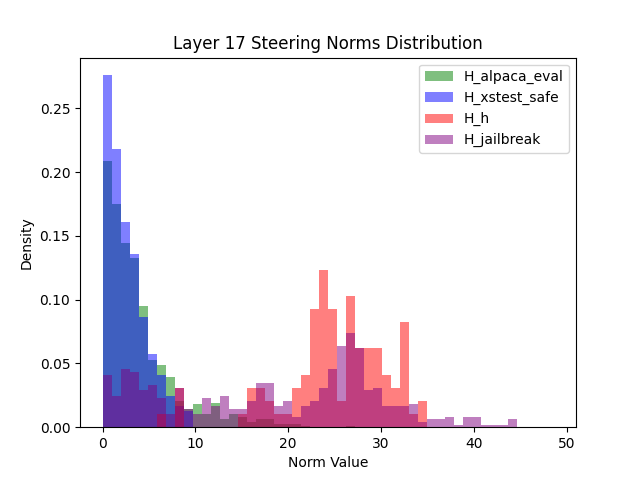 Layer 17 Steering Norms Distribution
H_alpaca_eval
H_xstest_safe
H_h
H_jailbreak
Density
0.25
0.20
0.15
0.10
0.05
0.00
0 10 20 30 40 50
Norm Value